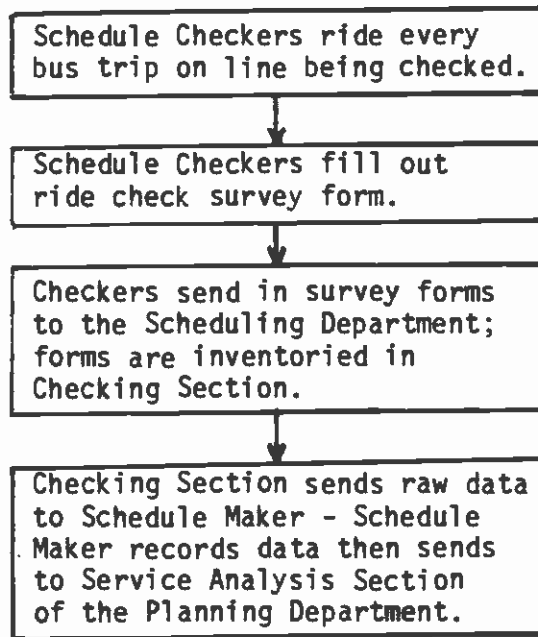 Schedule Checkers ride every
bus trip on line being checked.
Schedule Checkers fill out
ride check survey form.
Checkers send in survey forms
to the Scheduling Department;
forms are inventoried in
Checking Section.
Checking Section sends raw data
to Schedule Maker - Schedule
Maker records data then sends
to Service Analysis Section
of the Planning Department.